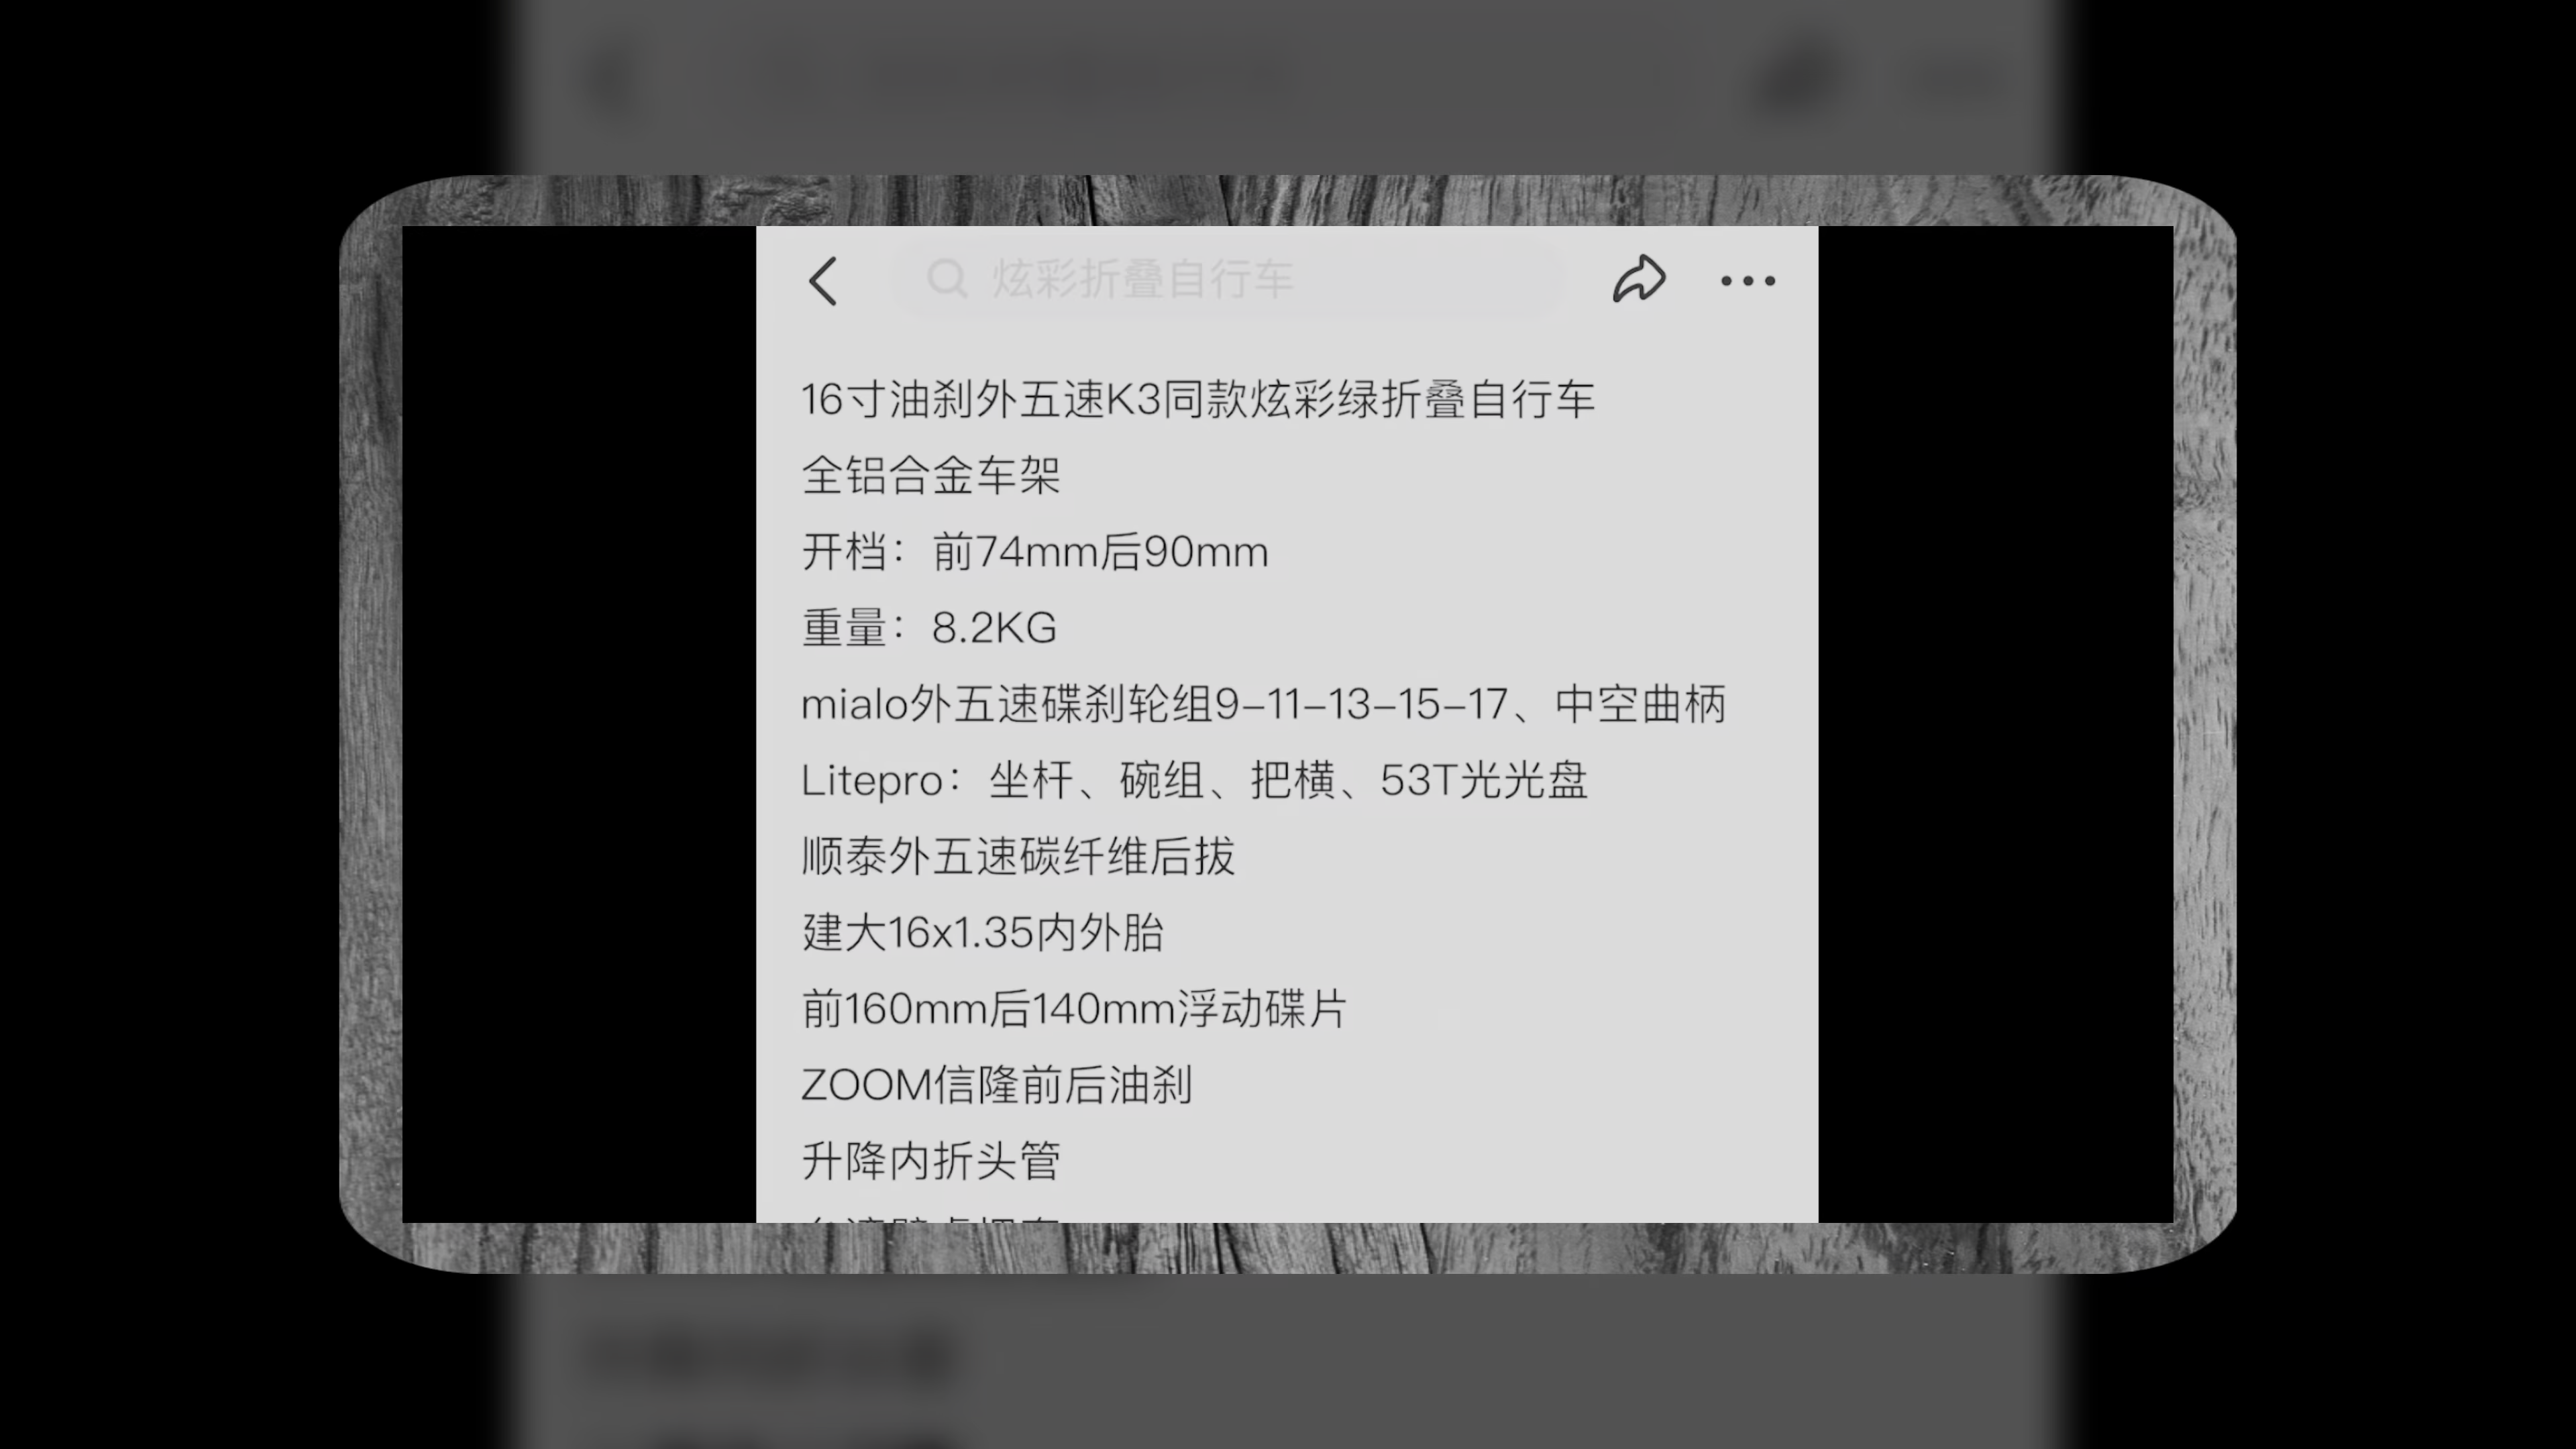 炫彩折叠自行车
16寸油刹外五速K3同款炫彩绿折叠自行车
全铝合金车架
开档：前74mm后90mm
重量：8.2KG
mialo外五速碟刹轮组9–11–13–15–17、中空曲柄
Litepro：坐杆、碗组、把横、53T光光盘
顺泰外五速碳纤维后拔
建大16x1.35内外胎
前160mm后140mm浮动碟片
ZOOM信隆前后油刹
升降内折头管